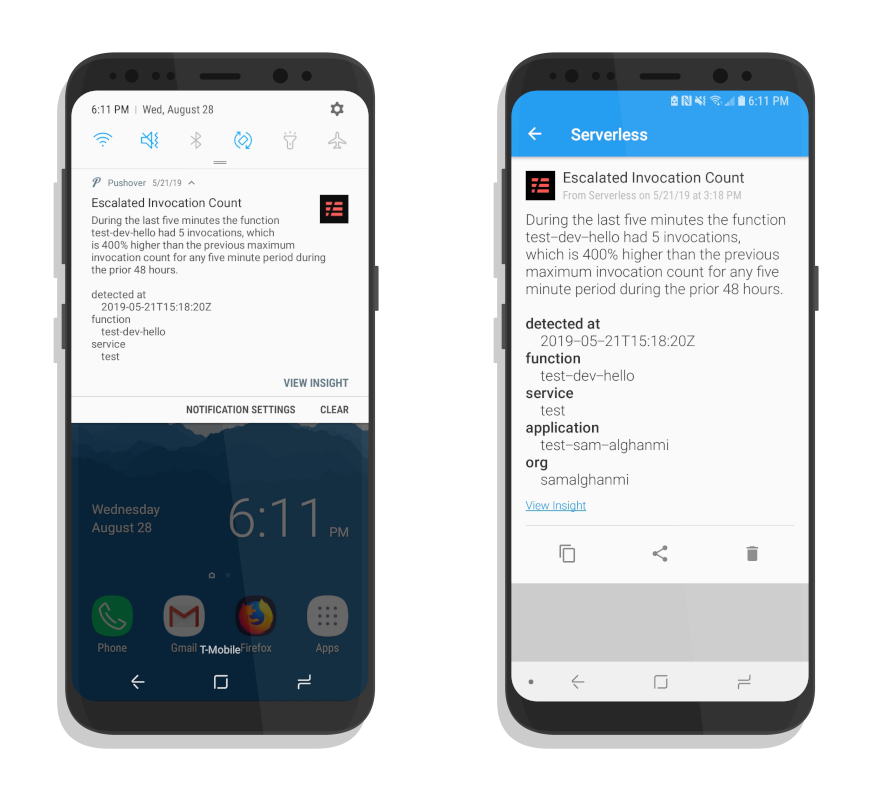 6:11 PM | Wed, August 28
Pushover 5/21/19
Escalated Invocation Count
During the last five minutes the function
test-dev-hello had 5 invocations, which
is 400% higher than the previous maximum
invocation count for any five minute period during
the prior 48 hours.
detected at
2019-05-21T15:18:20Z
function
test-dev-hello
service
test
VIEW INSIGHT
NOTIFICATION SETTINGS CLEAR
Wednesday
August 28
6:11 PM
Phone Gmail T-Mobile Firefox Apps
6:11 PM
Serverless
Escalated Invocation Count
From Serverless on 5/21/19 at 3:18 PM
During the last five minutes the function
test-dev-hello had 5 invocations,
which is 400% higher than the previous
maximum invocation count for any five
minute period during the prior 48 hours.
detected at
2019-05-21T15:18:20Z
function
test-dev-hello
service
test
application
test-sam-alghanmi
org
samalghanmi
View Insight